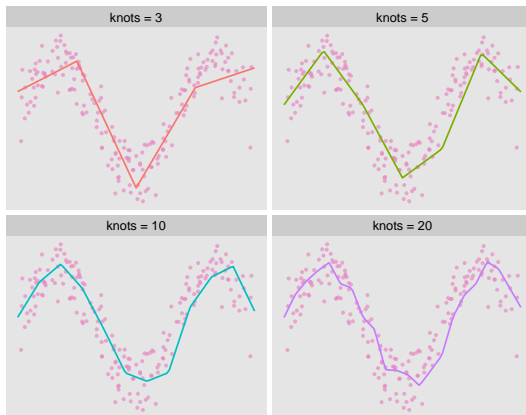 knots = 3
knots = 5
knots = 10
knots = 20